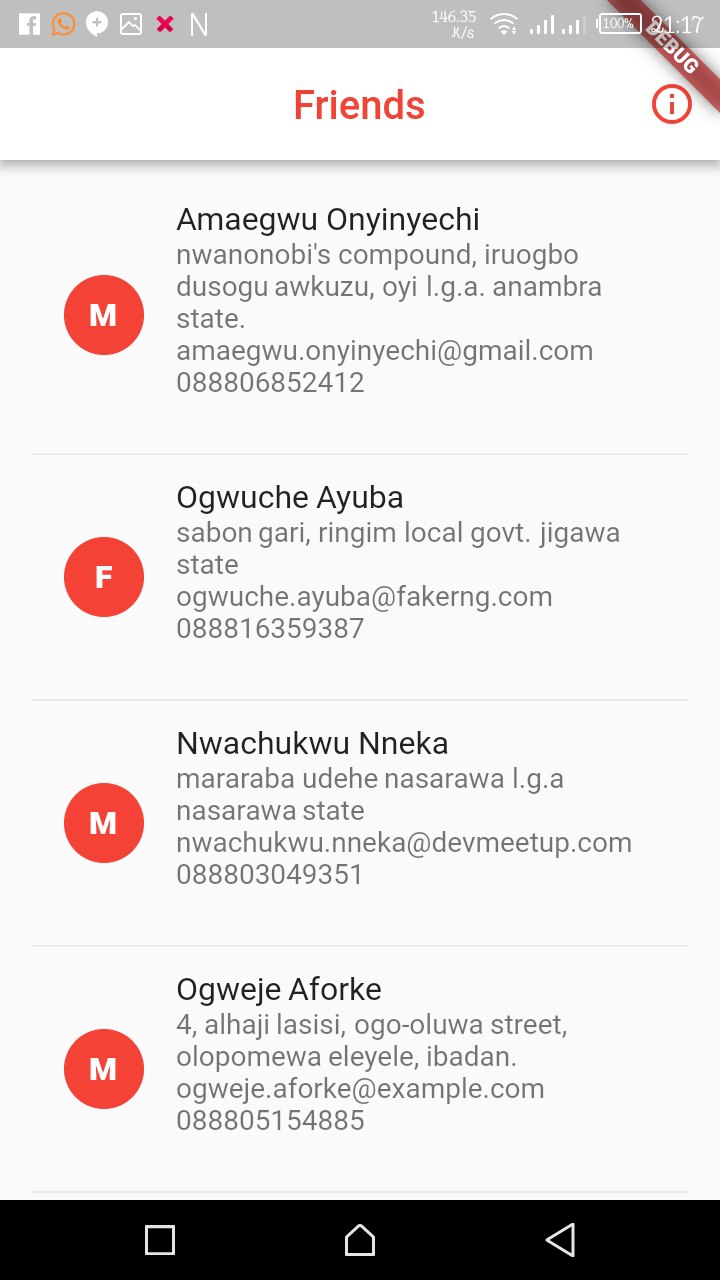 146.35
K/s
100%
21:17
DEBUG
Friends
Amaegwu Onyinyechi
nwanonobi's compound, iruogbo
dusogu awkuzu, oyi l.g.a. anambra
state.
amaegwu.onyinyechi@gmail.com
088806852412
M
Ogwuche Ayuba
sabon gari, ringim local govt. jigawa
state
ogwuche.ayuba@fakerng.com
088816359387
F
Nwachukwu Nneka
mararaba udehe nasarawa l.g.a
nasarawa state
nwachukwu.nneka@devmeetup.com
088803049351
M
Ogweje Aforke
4, alhaji lasisi, ogo-oluwa street,
olopomewa eleyele, ibadan.
ogweje.aforke@example.com
088805154885
M